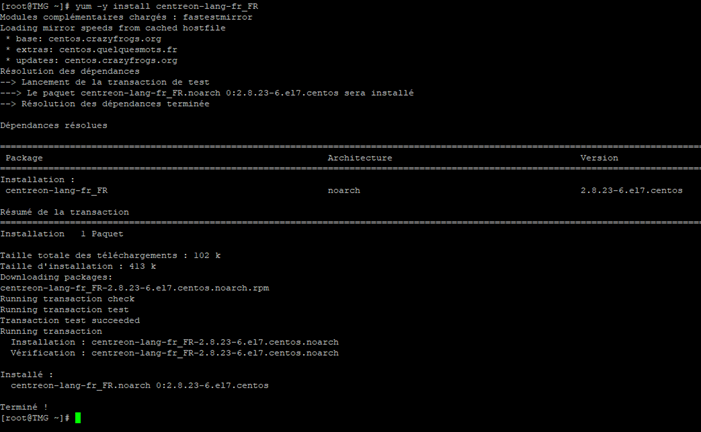 [root@TMG ~]# yum -y install centreon-lang-fr_FR
Modules complémentaires chargés : fastestmirror
Loading mirror speeds from cached hostfile
 * base: centos.crazyfrogs.org
 * extras: centos.quelquesmots.fr
 * updates: centos.crazyfrogs.org
Résolution des dépendances
--> Lancement de la transaction de test
---> Le paquet centreon-lang-fr_FR.noarch 0:2.8.23-6.el7.centos sera installé
--> Résolution des dépendances terminée

Dépendances résolues

================================================================================
 Package                    Architecture                    Version
================================================================================
Installation :
 centreon-lang-fr_FR                    noarch                    2.8.23-6.el7.centos

Résumé de la transaction
================================================================================
Installation   1 Paquet

Taille totale des téléchargements : 102 k
Taille d'installation : 413 k
Downloading packages:
centreon-lang-fr_FR-2.8.23-6.el7.centos.noarch.rpm
Running transaction check
Running transaction test
Transaction test succeeded
Running transaction
  Installation : centreon-lang-fr_FR-2.8.23-6.el7.centos.noarch
  Vérification : centreon-lang-fr_FR-2.8.23-6.el7.centos.noarch

Installé :
  centreon-lang-fr_FR.noarch 0:2.8.23-6.el7.centos

Terminé !
[root@TMG ~]#